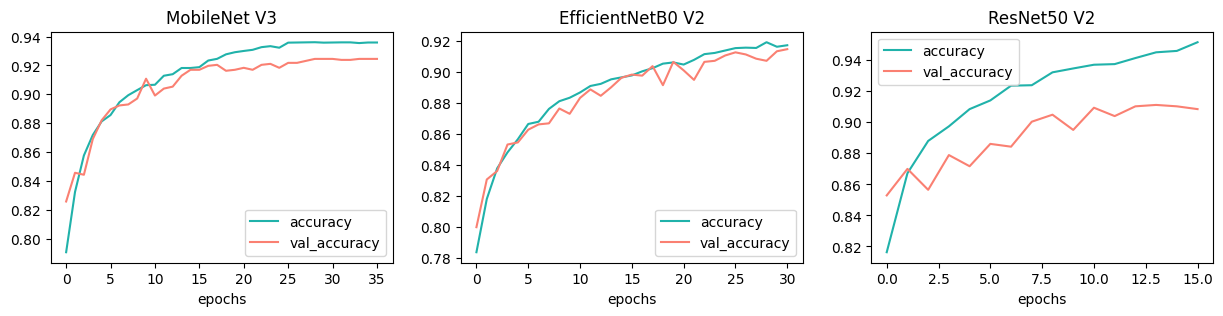 MobileNet V3
0.94
0.92
0.90
0.88
0.86
0.84
0.82
0.80
accuracy
val_accuracy
0 5 10 15 20 25 30 35
epochs
EfficientNetB0 V2
0.92
0.90
0.88
0.86
0.84
0.82
0.80
0.78
accuracy
val_accuracy
0 5 10 15 20 25 30
epochs
ResNet50 V2
accuracy
val_accuracy
0.94
0.92
0.90
0.88
0.86
0.84
0.82
0.0 2.5 5.0 7.5 10.0 12.5 15.0
epochs